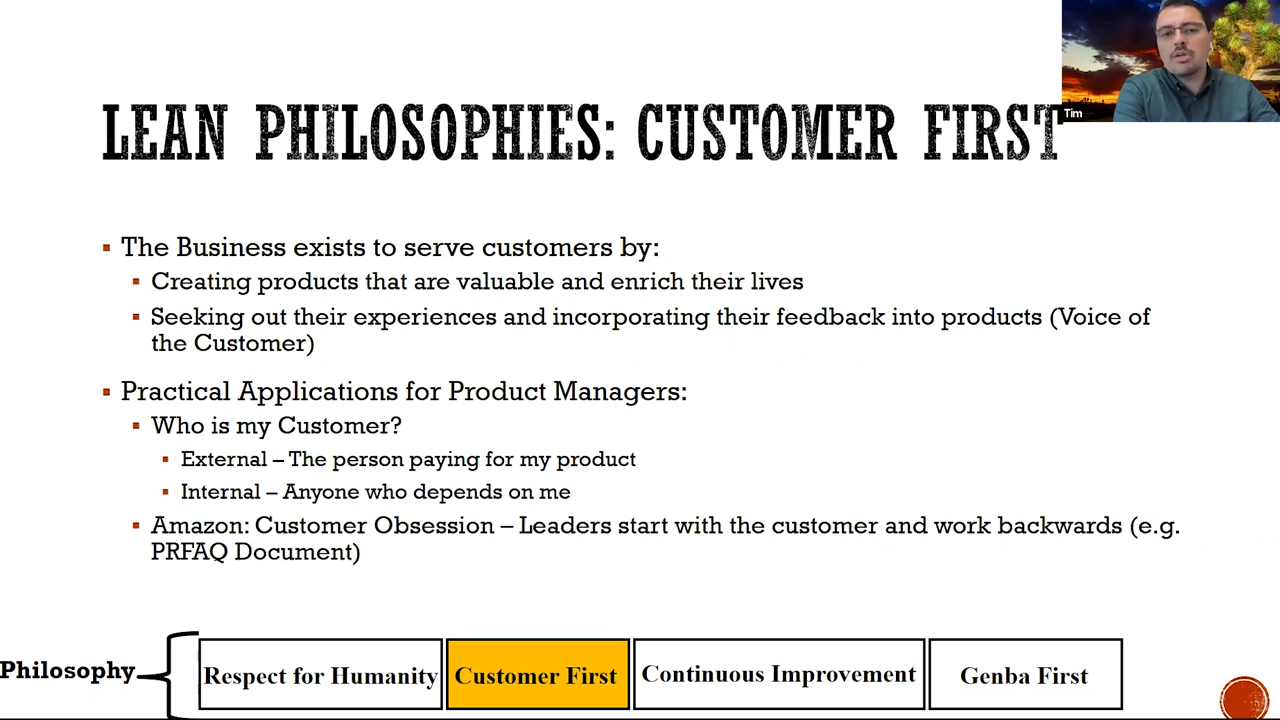 Tim
LEAN PHILOSOPHIES: CUSTOMER FIRST
▪ The Business exists to serve customers by:
▪ Creating products that are valuable and enrich their lives
▪ Seeking out their experiences and incorporating their feedback into products (Voice of
the Customer)
▪ Practical Applications for Product Managers:
▪ Who is my Customer?
▪ External – The person paying for my product
▪ Internal – Anyone who depends on me
▪ Amazon: Customer Obsession – Leaders start with the customer and work backwards (e.g.
PRFAQ Document)
Philosophy
Respect for Humanity
Customer First
Continuous Improvement
Genba First